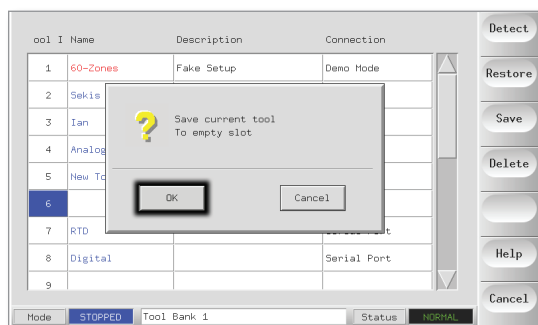 ool I Name Description Connection
1 60-Zones Fake Setup Demo Mode
2 Sekis
3 Ian
4 Analog
5 New To
6
7 RTD
8 Digital Serial Port
9
Save current tool
To empty slot
OK Cancel
Detect
Restore
Save
Delete
Help
Cancel
Mode STOPPED Tool Bank 1 Status NORMAL